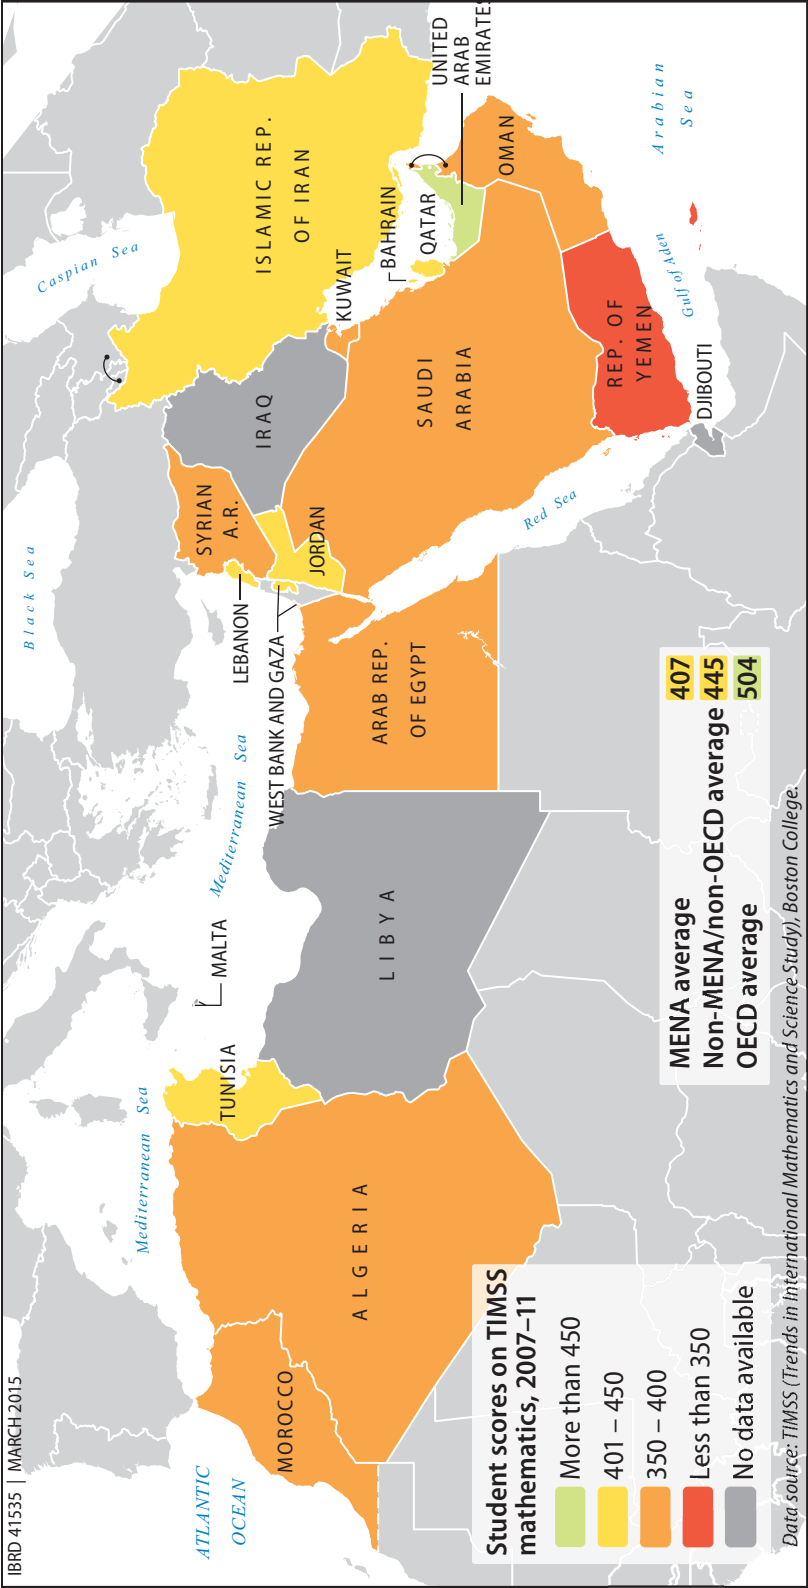 IBRD 41535 | MARCH 2015
ATLANTIC
OCEAN
Mediterranean Sea
Mediterranean Sea
Black Sea
Caspian Sea
Red Sea
Gulf of Aden
Arabian
Sea
MOROCCO
ALGERIA
TUNISIA
MALTA
LIBYA
ARAB REP.
OF EGYPT
WEST BANK AND GAZA
LEBANON
JORDAN
SYRIAN
A.R.
IRAQ
KUWAIT
ISLAMIC REP.
OF IRAN
BAHRAIN
QATAR
UNITED
ARAB
EMIRATES
OMAN
SAUDI
ARABIA
REP. OF
YEMEN
DJIBOUTI
Student scores on TIMSS
mathematics, 2007–11
More than 450
401 – 450
350 – 400
Less than 350
No data available
MENA average 407
Non-MENA/non-OECD average 445
OECD average 504
Data source: TIMSS (Trends in International Mathematics and Science Study), Boston College.